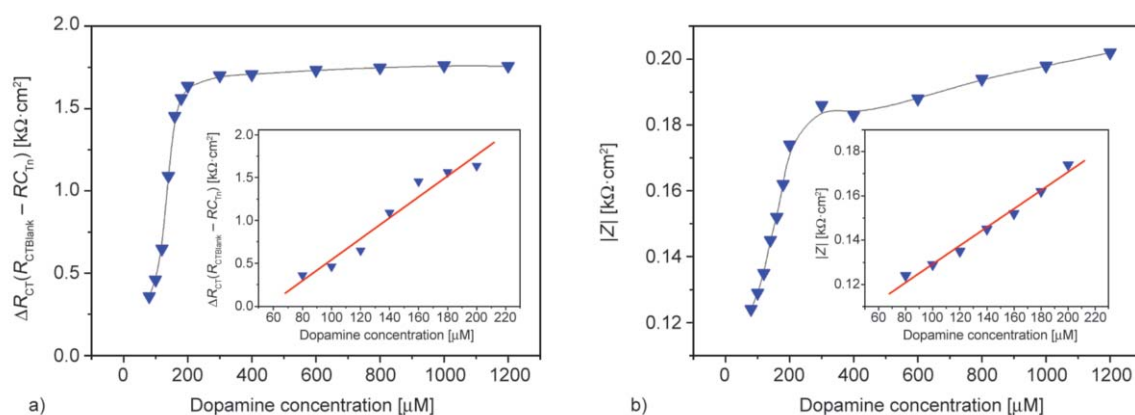 2.0
1.5
1.0
0.5
0.0
ΔR_CT(R_CTBlank – RC_Tn) [kΩ·cm²]
0 200 400 600 800 1000 1200
Dopamine concentration [µM]
a)
2.0
1.5
1.0
0.5
0.0
ΔR_CT(R_CTBlank – RC_Tn) [kΩ·cm²]
60 80 100 120 140 160 180 200 220
Dopamine concentration [µM]
0.20
0.18
0.16
0.14
0.12
|Z| [kΩ·cm²]
0 200 400 600 800 1000 1200
Dopamine concentration [µM]
b)
0.18
0.16
0.14
0.12
|Z| [kΩ·cm²]
60 80 100 120 140 160 180 200 220
Dopamine concentration [µM]